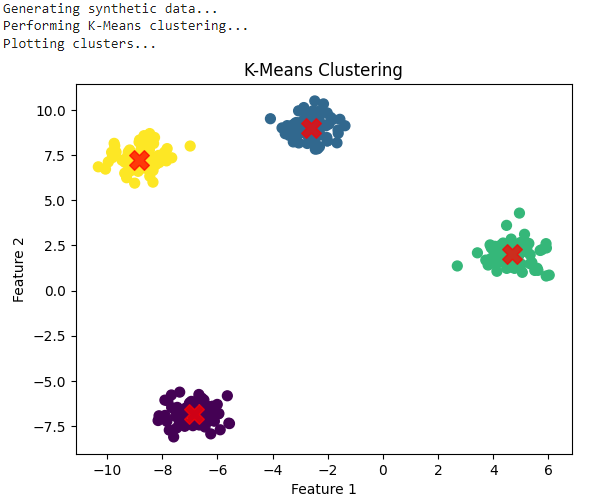 Generating synthetic data...
Performing K-Means clustering...
Plotting clusters...
K-Means Clustering
10.0
7.5
5.0
2.5
0.0
−2.5
−5.0
−7.5
Feature 2
−10 −8 −6 −4 −2 0 2 4 6
Feature 1